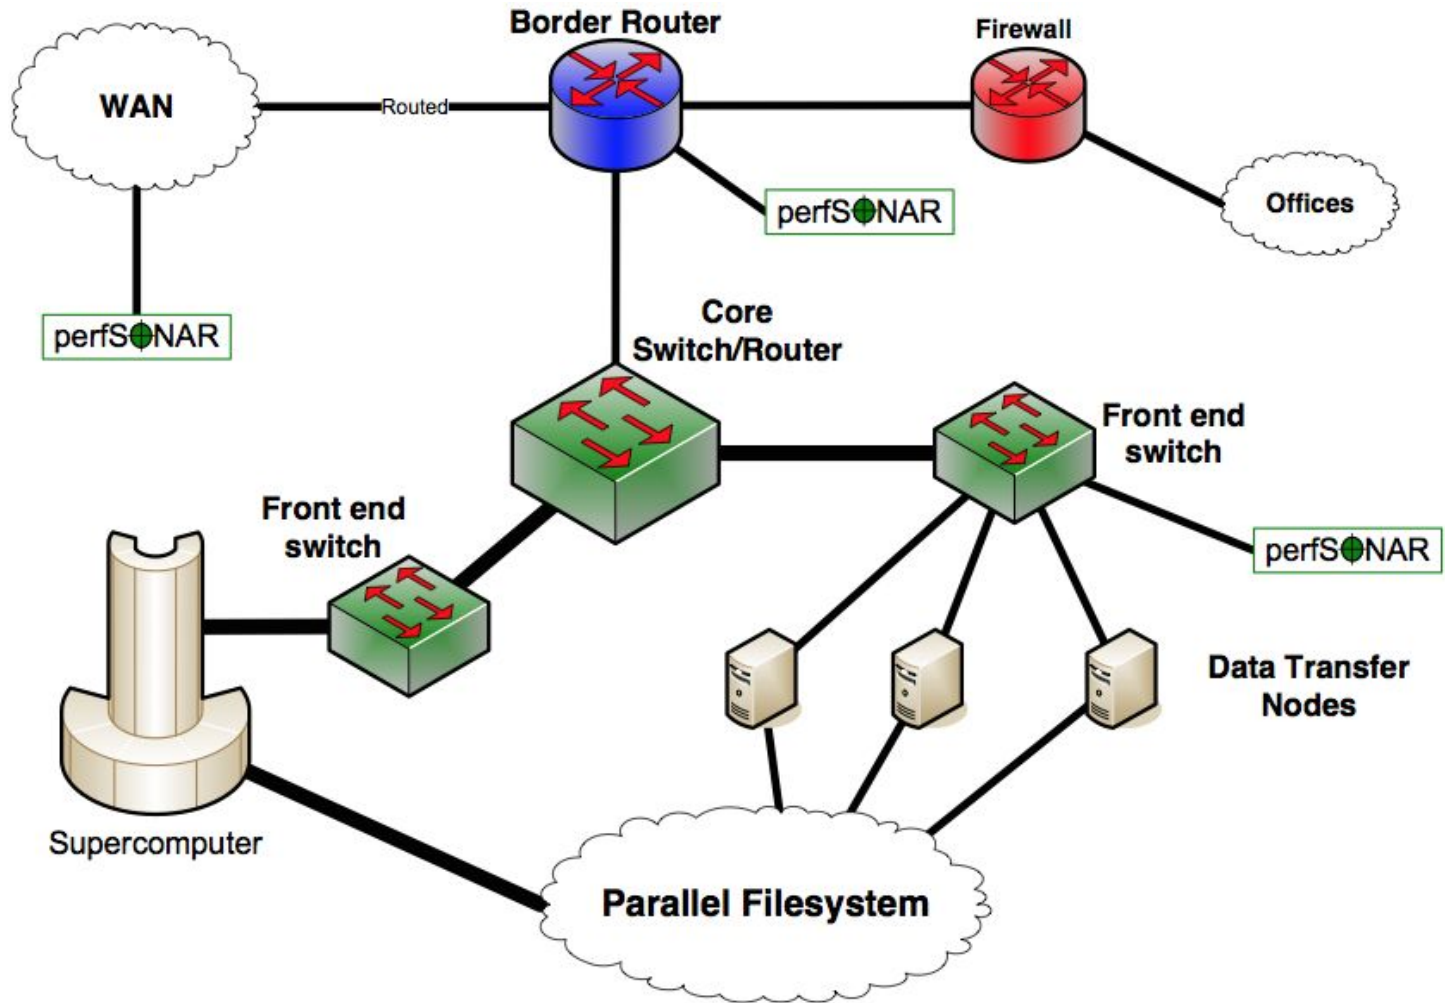 Border Router
Firewall
WAN
Routed
perfSONAR
Offices
perfSONAR
Core
Switch/Router
Front end
switch
Front end
switch
perfSONAR
Data Transfer
Nodes
Supercomputer
Parallel Filesystem